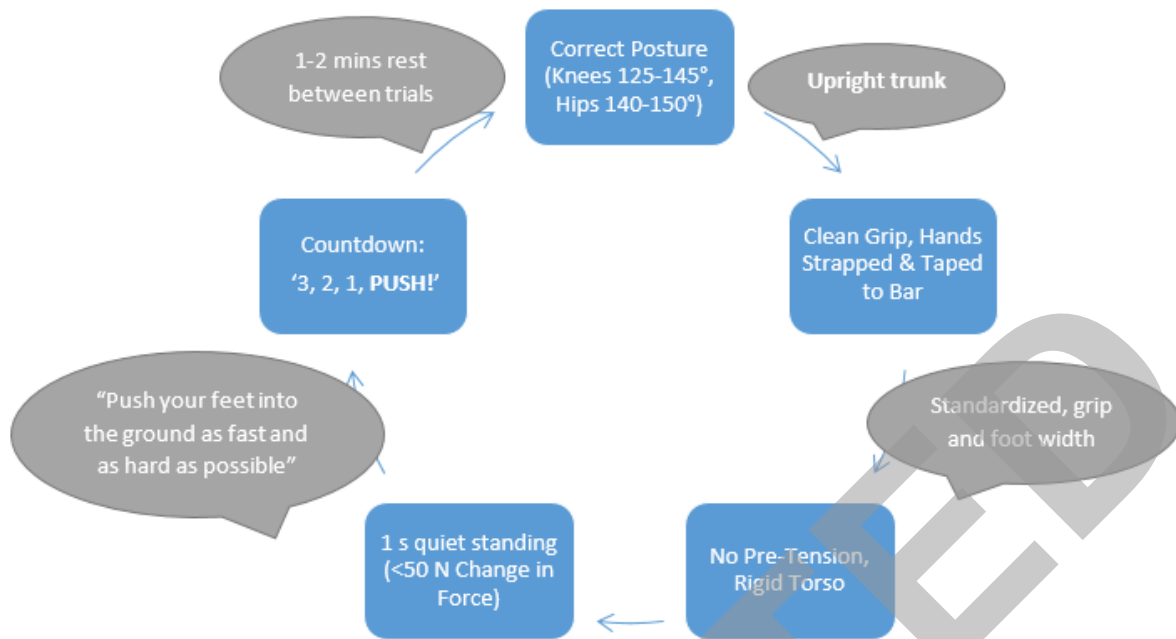 Correct Posture
(Knees 125-145°,
Hips 140-150°)
Upright trunk
Clean Grip, Hands
Strapped & Taped
to Bar
Standardized, grip
and foot width
No Pre-Tension,
Rigid Torso
1 s quiet standing
(<50 N Change in
Force)
“Push your feet into
the ground as fast and
as hard as possible”
Countdown:
‘3, 2, 1, PUSH!’
1-2 mins rest
between trials